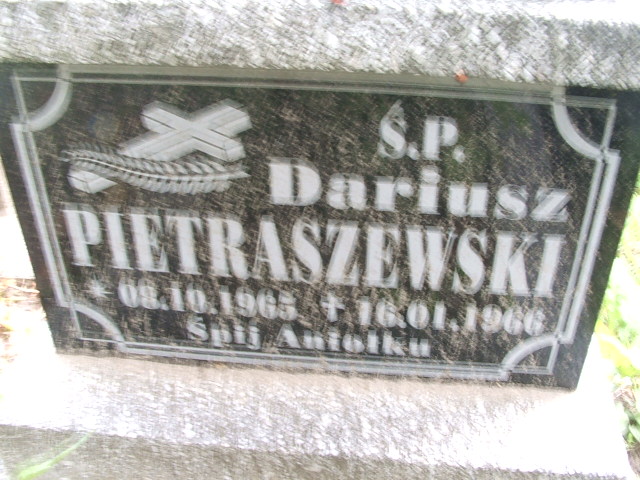 Ś.P.
Dariusz
PIETRASZEWSKI
* 08.10.1965 ✝ 16.01.1966
Śpij Aniołku